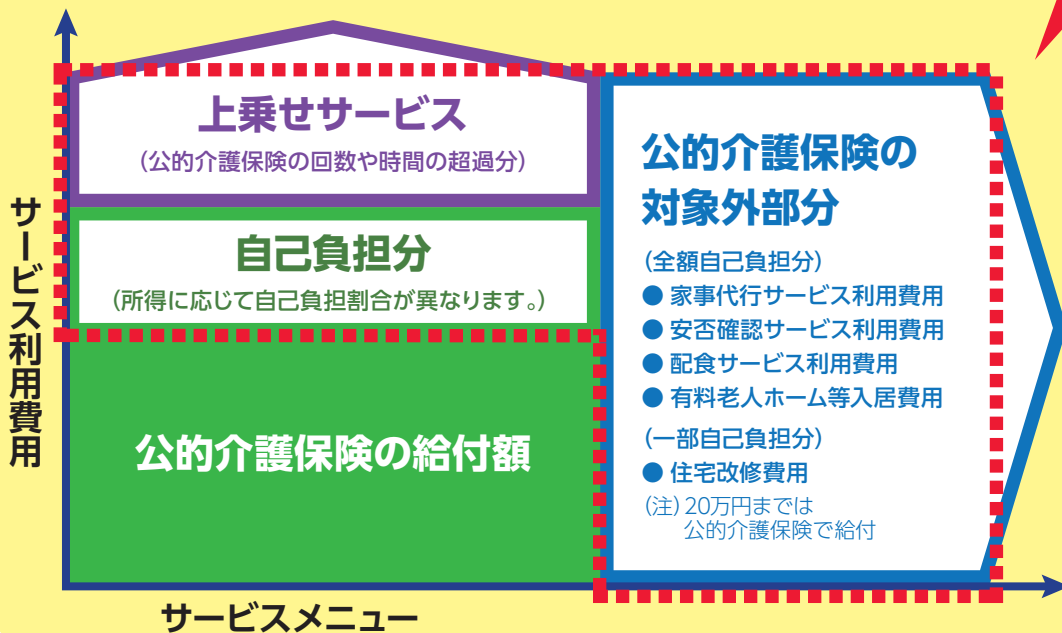 サービス利用費用
上乗せサービス
（公的介護保険の回数や時間の超過分）
自己負担分
（所得に応じて自己負担割合が異なります。）
公的介護保険の給付額
公的介護保険の
対象外部分
（全額自己負担分）
● 家事代行サービス利用費用
● 安否確認サービス利用費用
● 配食サービス利用費用
● 有料老人ホーム等入居費用
（一部自己負担分）
● 住宅改修費用
（注）20万円までは
公的介護保険で給付
サービスメニュー